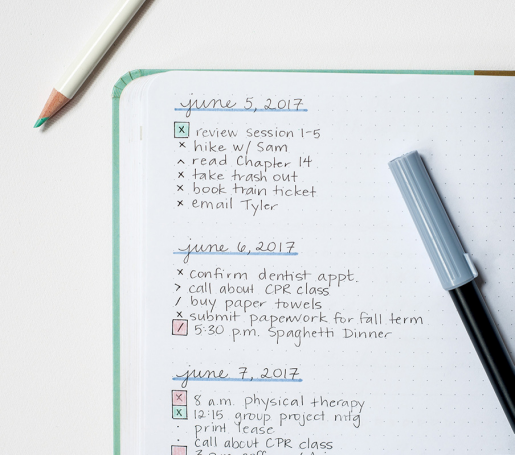 june 5, 2017
x review session 1-5
x hike w/ Sam
^ read Chapter 14
x take trash out
x book train ticket
x email Tyler
june 6, 2017
x confirm dentist appt.
> call about CPR class
/ buy paper towels
x submit paperwork for fall term
/ 5:30 p.m. Spaghetti Dinner
june 7, 2017
x 8 a.m. physical therapy
x 12:15 group project mtg
· print lease
· call about CPR class